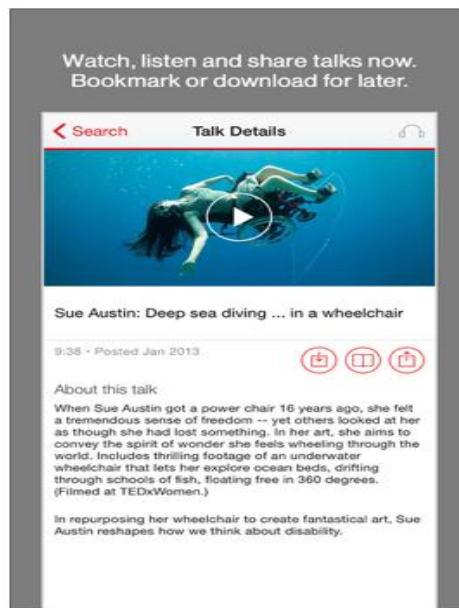 Watch, listen and share talks now.
Bookmark or download for later.
Search
Talk Details
Sue Austin: Deep sea diving ... in a wheelchair
9:38 • Posted Jan 2013
About this talk
When Sue Austin got a power chair 16 years ago, she felt
a tremendous sense of freedom -- yet others looked at her
as though she had lost something. In her art, she aims to
convey the spirit of wonder she feels wheeling through the
world. Includes thrilling footage of an underwater
wheelchair that lets her explore ocean beds, drifting
through schools of fish, floating free in 360 degrees.
(Filmed at TEDxWomen.)
In repurposing her wheelchair to create fantastical art, Sue
Austin reshapes how we think about disability.